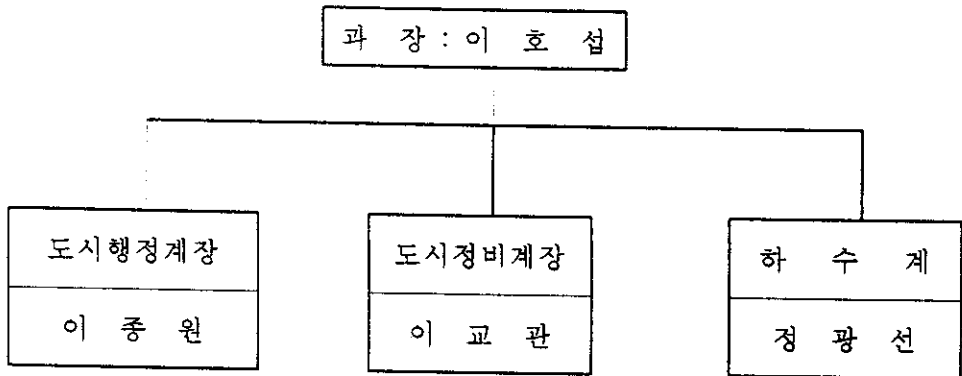 과 장 : 이 호 섭
도시행정계장
이 종 원
도시정비계장
이 교 관
하 수 계
정 광 선